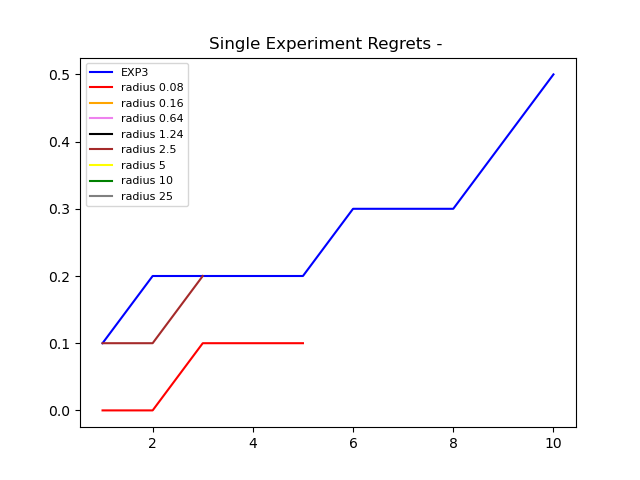 Single Experiment Regrets -
0.5
0.4
0.3
0.2
0.1
0.0
EXP3
radius 0.08
radius 0.16
radius 0.64
radius 1.24
radius 2.5
radius 5
radius 10
radius 25
2 4 6 8 10